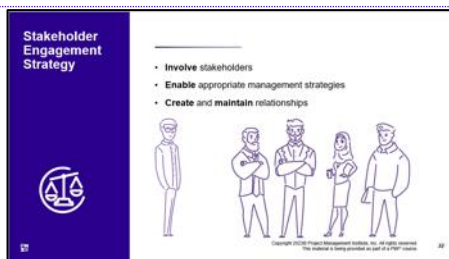 Stakeholder
Engagement
Strategy
• Involve stakeholders
• Enable appropriate management strategies
• Create and maintain relationships
Copyright 2023© Project Management Institute, Inc. All rights reserved
This material is being provided as part of a PMI® course